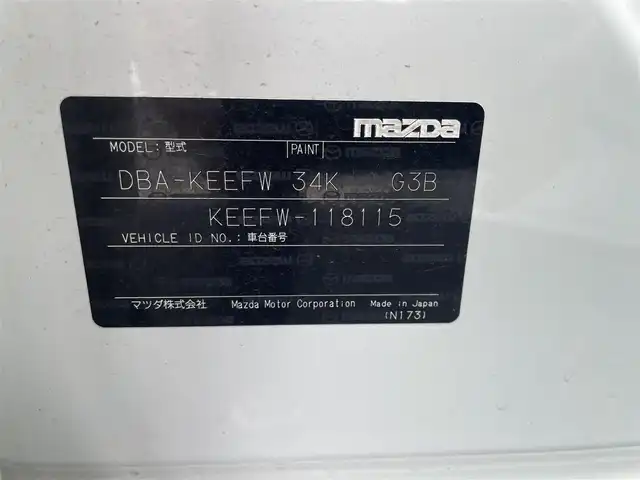 mazda
MODEL: 型式 PAINT
DBA-KEEFW 34K G3B
KEEFW-118115
VEHICLE ID NO.: 車台番号
マツダ株式会社 Mazda Motor Corporation Made in Japan
(N173)